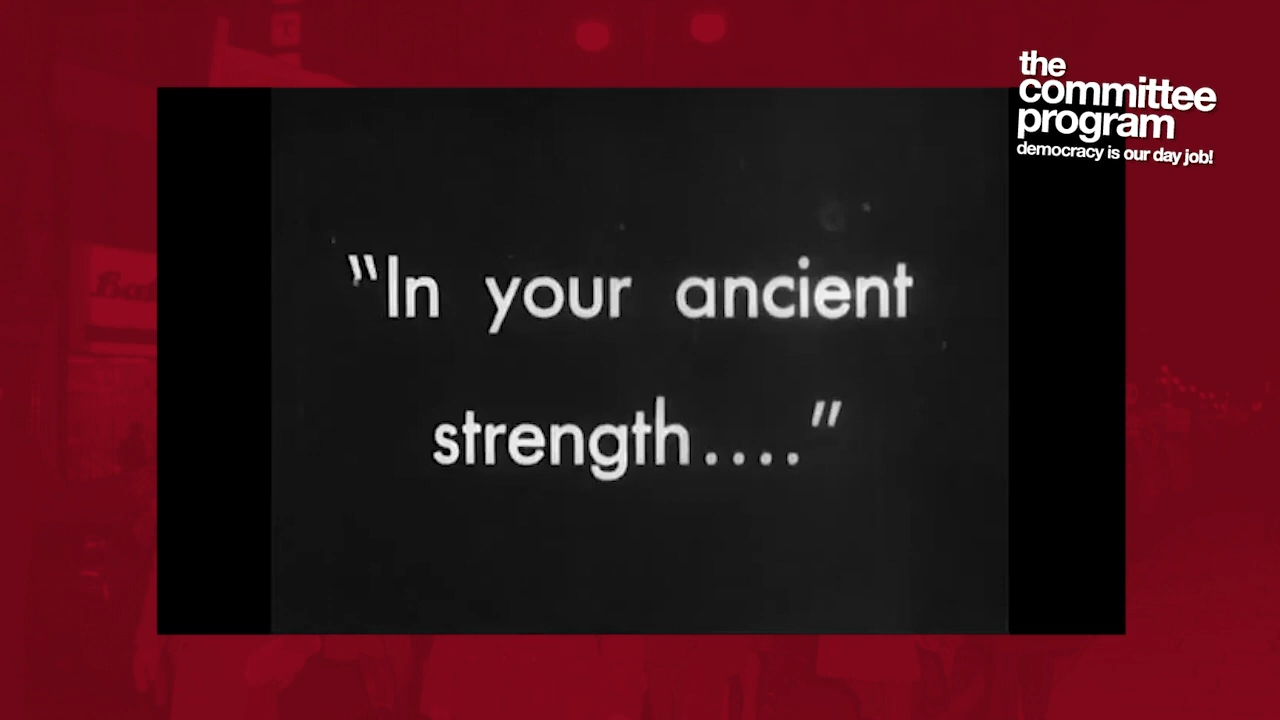 the
committee
program
democracy is our day job!
"In your ancient
strength...."